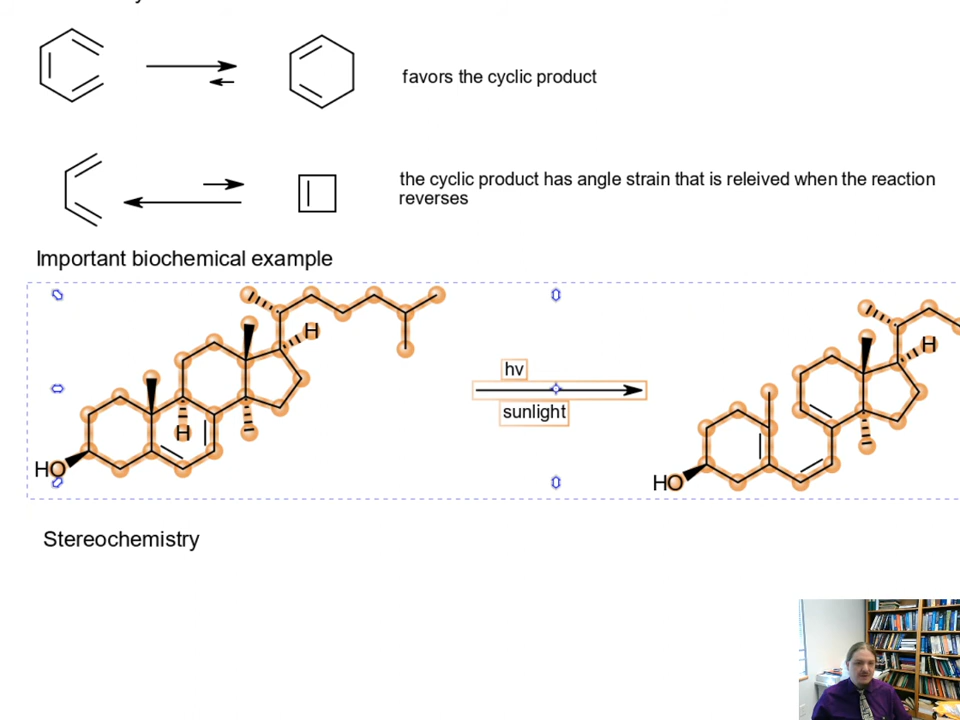 favors the cyclic product
the cyclic product has angle strain that is releived when the reaction
reverses
Important biochemical example
H
H
hv
H
sunlight
HO
HO
Stereochemistry